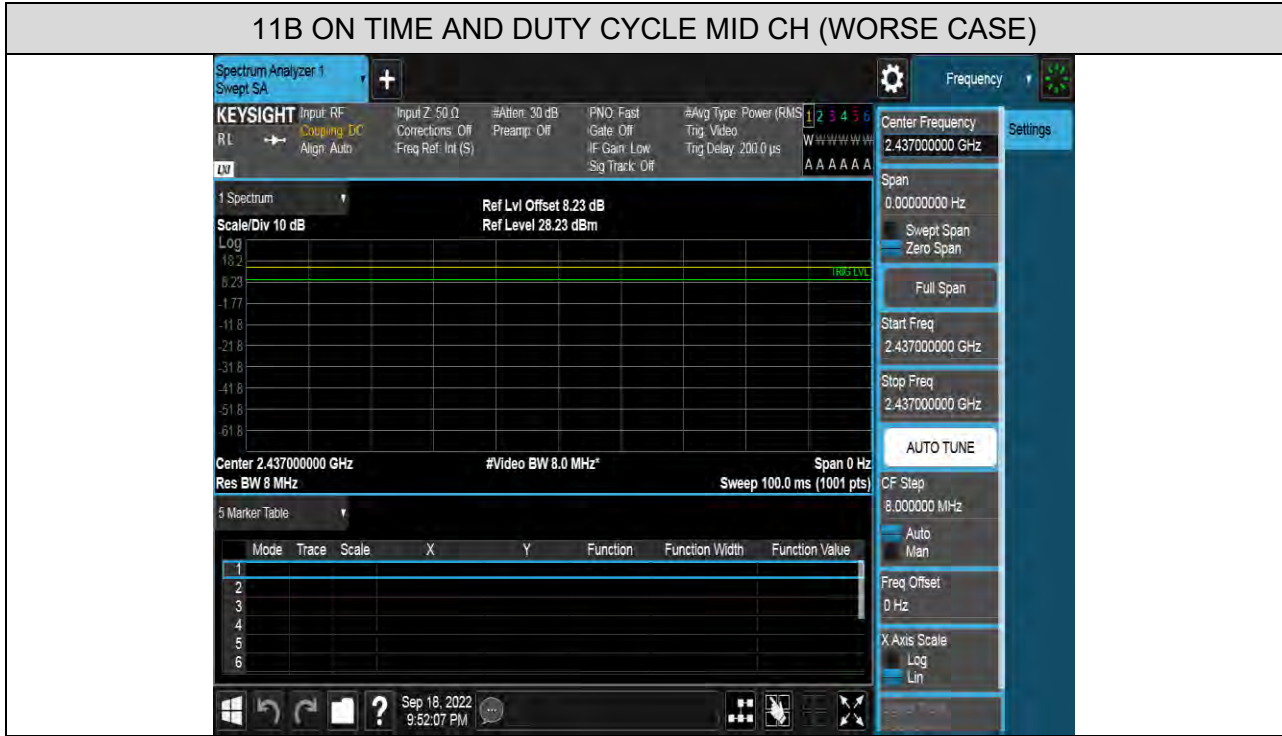 11B ON TIME AND DUTY CYCLE MID CH (WORSE CASE)
Spectrum Analyzer 1
Swept SA
+
Frequency
KEYSIGHT Input: RF Input Z: 50 Ω #Atten: 30 dB PNO: Fast #Avg Type: Power (RMS 1 2 3 4 5 6
RL Coupling: DC Corrections: Off Preamp: Off Gate: Off Trig: Video W W W W W W
Align: Auto Freq Ref: Int (S) IF Gain: Low Trig Delay: 200.0 µs
LXI Sig Track: Off A A A A A A
Center Frequency
2.437000000 GHz
Settings
1 Spectrum
Ref Lvl Offset 8.23 dB
Scale/Div 10 dB Ref Level 28.23 dBm
Log
18.2
8.23
-1.77
-11.8
-21.8
-31.8
-41.8
-51.8
-61.8
TRIG LVL
Center 2.437000000 GHz #Video BW 8.0 MHz* Span 0 Hz
Res BW 8 MHz Sweep 100.0 ms (1001 pts)
Span
0.00000000 Hz
Swept Span
Zero Span
Full Span
Start Freq
2.437000000 GHz
Stop Freq
2.437000000 GHz
AUTO TUNE
CF Step
8.000000 MHz
Auto
Man
Freq Offset
0 Hz
X Axis Scale
Log
Lin
5 Marker Table
Mode Trace Scale X Y Function Function Width Function Value
1
2
3
4
5
6
? Sep 18, 2022
9:52:07 PM